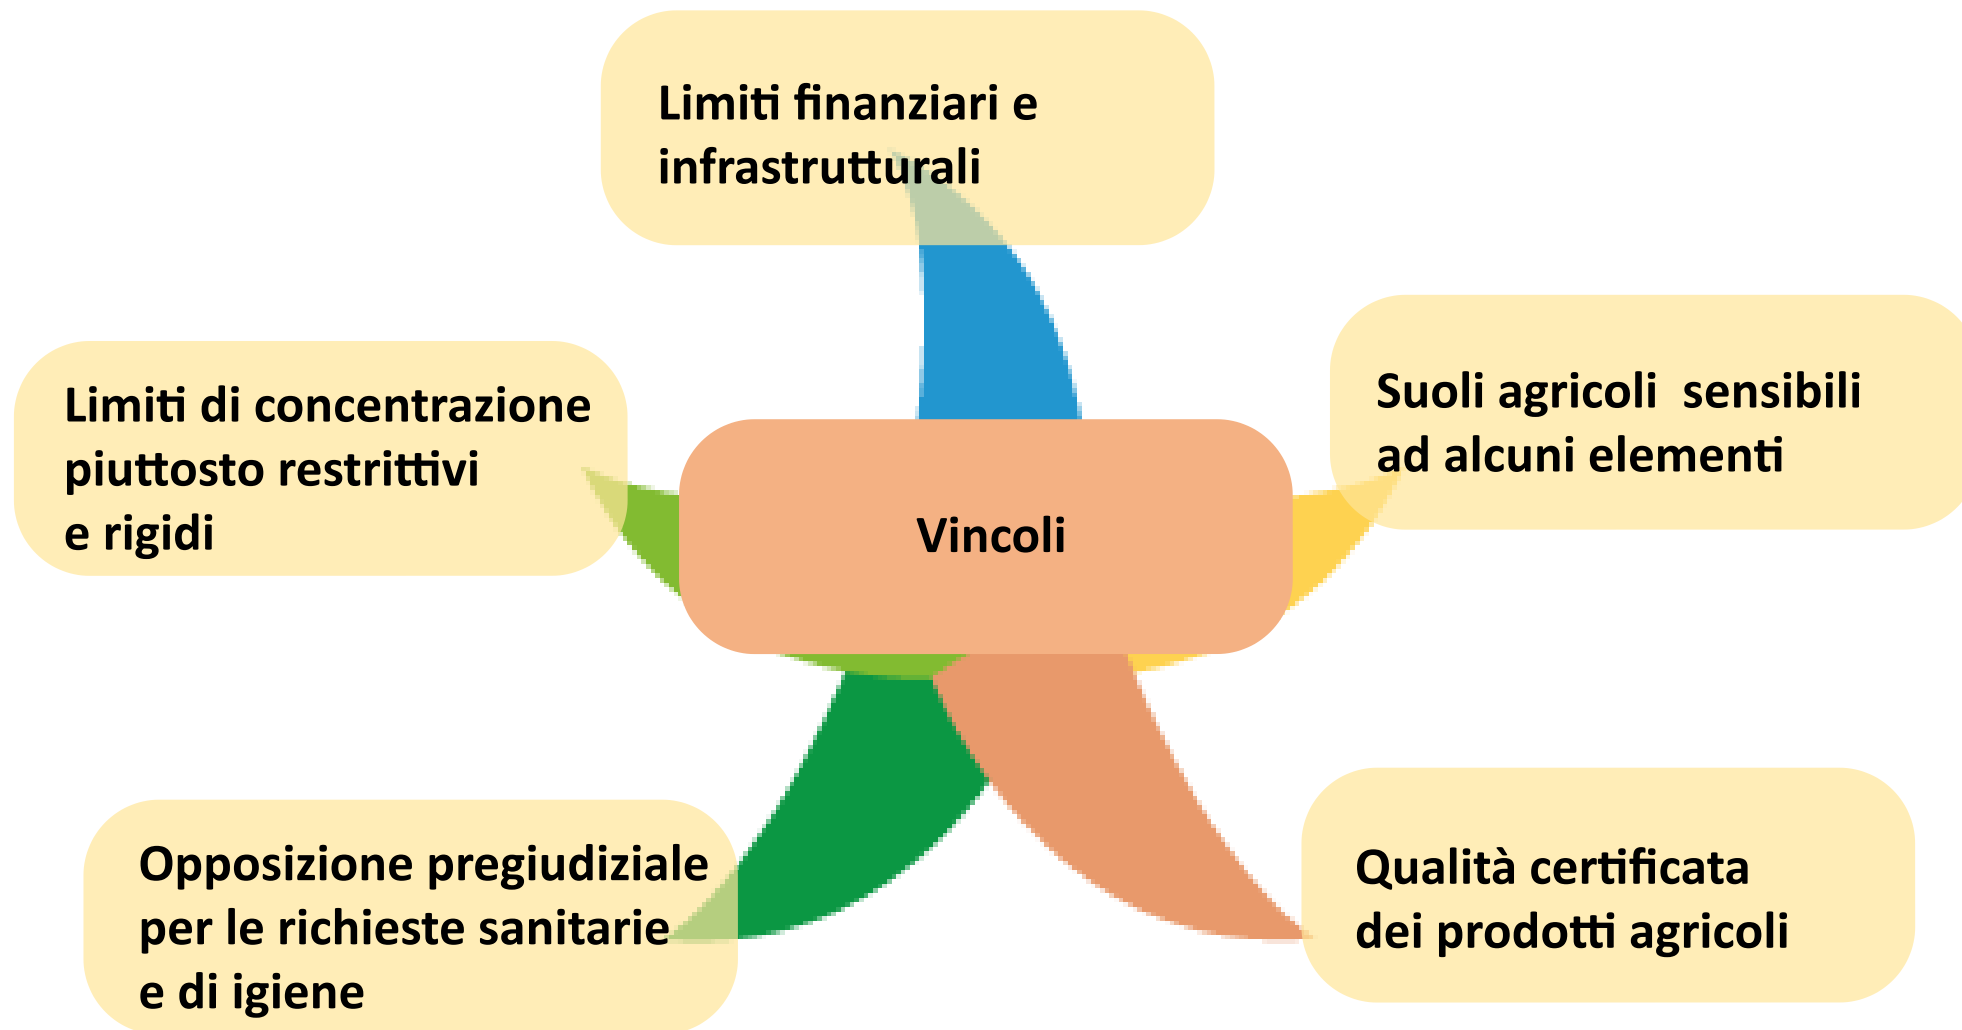 Limiti finanziari e
infrastrutturali
Limiti di concentrazione
piuttosto restrittivi
e rigidi
Suoli agricoli  sensibili
ad alcuni elementi
Vincoli
Opposizione pregiudiziale
per le richieste sanitarie
e di igiene
Qualità certificata
dei prodotti agricoli